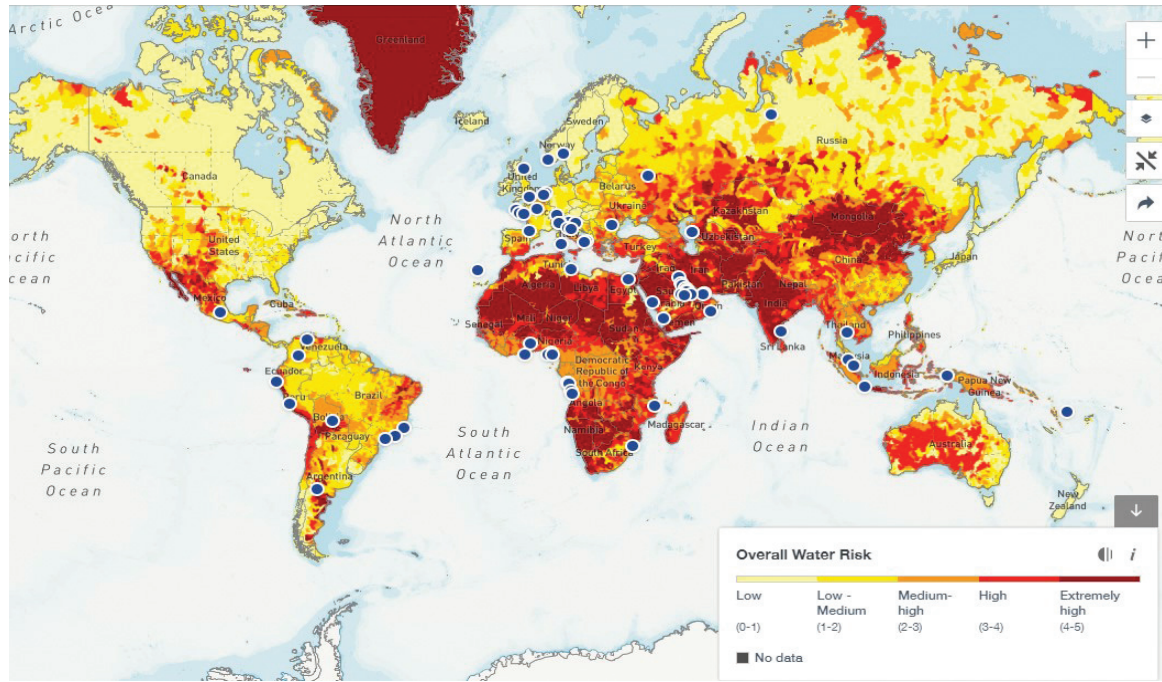 Arctic Ocean
Greenland
Iceland
Sweden
Norway
Russia
Canada
United
Kingdom
Belarus
Ukraine
Kazakhstan
Mongolia
North
Atlantic
Ocean
Spain
Turkey
Uzbekistan
United
States
China
Japan
North
Pacific
Mexico
Cuba
Algeria
Libya
Egypt
Pakistan
Nepal
India
Mali
Niger
Sudan
Senegal
Nigeria
Thailand
Philippines
Sri Lanka
Venezuela
Ecuador
Democratic
Republic of
the Congo
Kenya
Malaysia
Indonesia
Papua New
Guinea
Peru
Brazil
Angola
Paraguay
Namibia
Madagascar
South
Pacific
Ocean
South
Atlantic
Ocean
Indian
Ocean
South Africa
Australia
Argentina
New
Zealand
Overall Water Risk
Low
Low -
Medium
Medium-
high
High
Extremely
high
(0-1)
(1-2)
(2-3)
(3-4)
(4-5)
No data